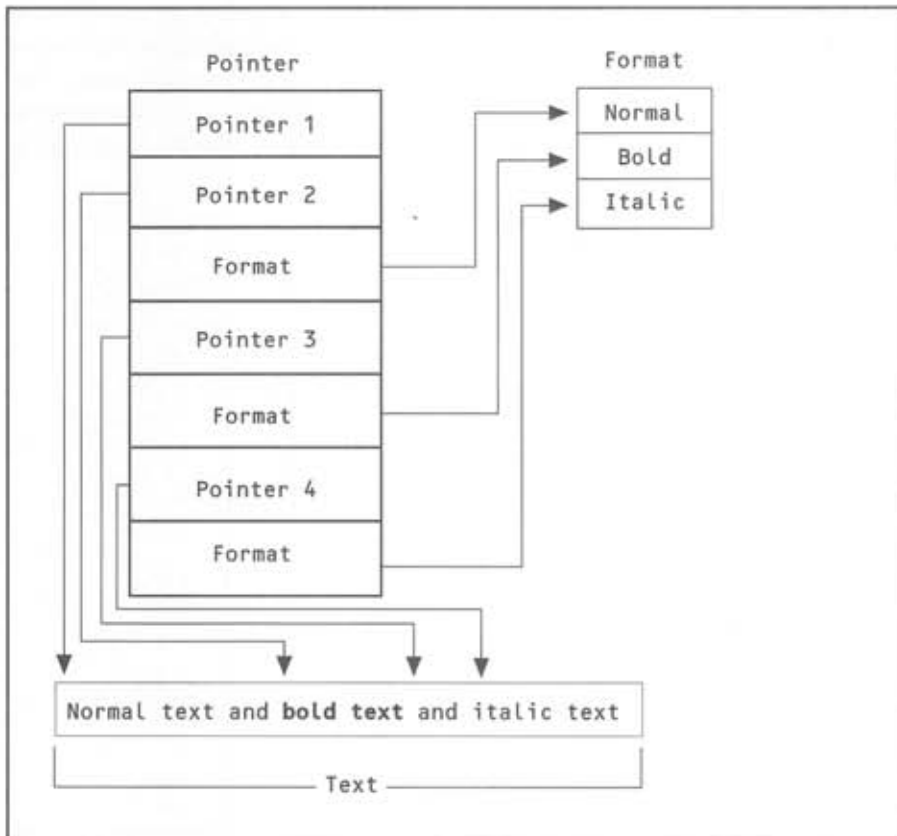 Pointer
Pointer 1
Pointer 2
Format
Pointer 3
Format
Pointer 4
Format
Format
Normal
Bold
Italic
Normal text and bold text and italic text
Text